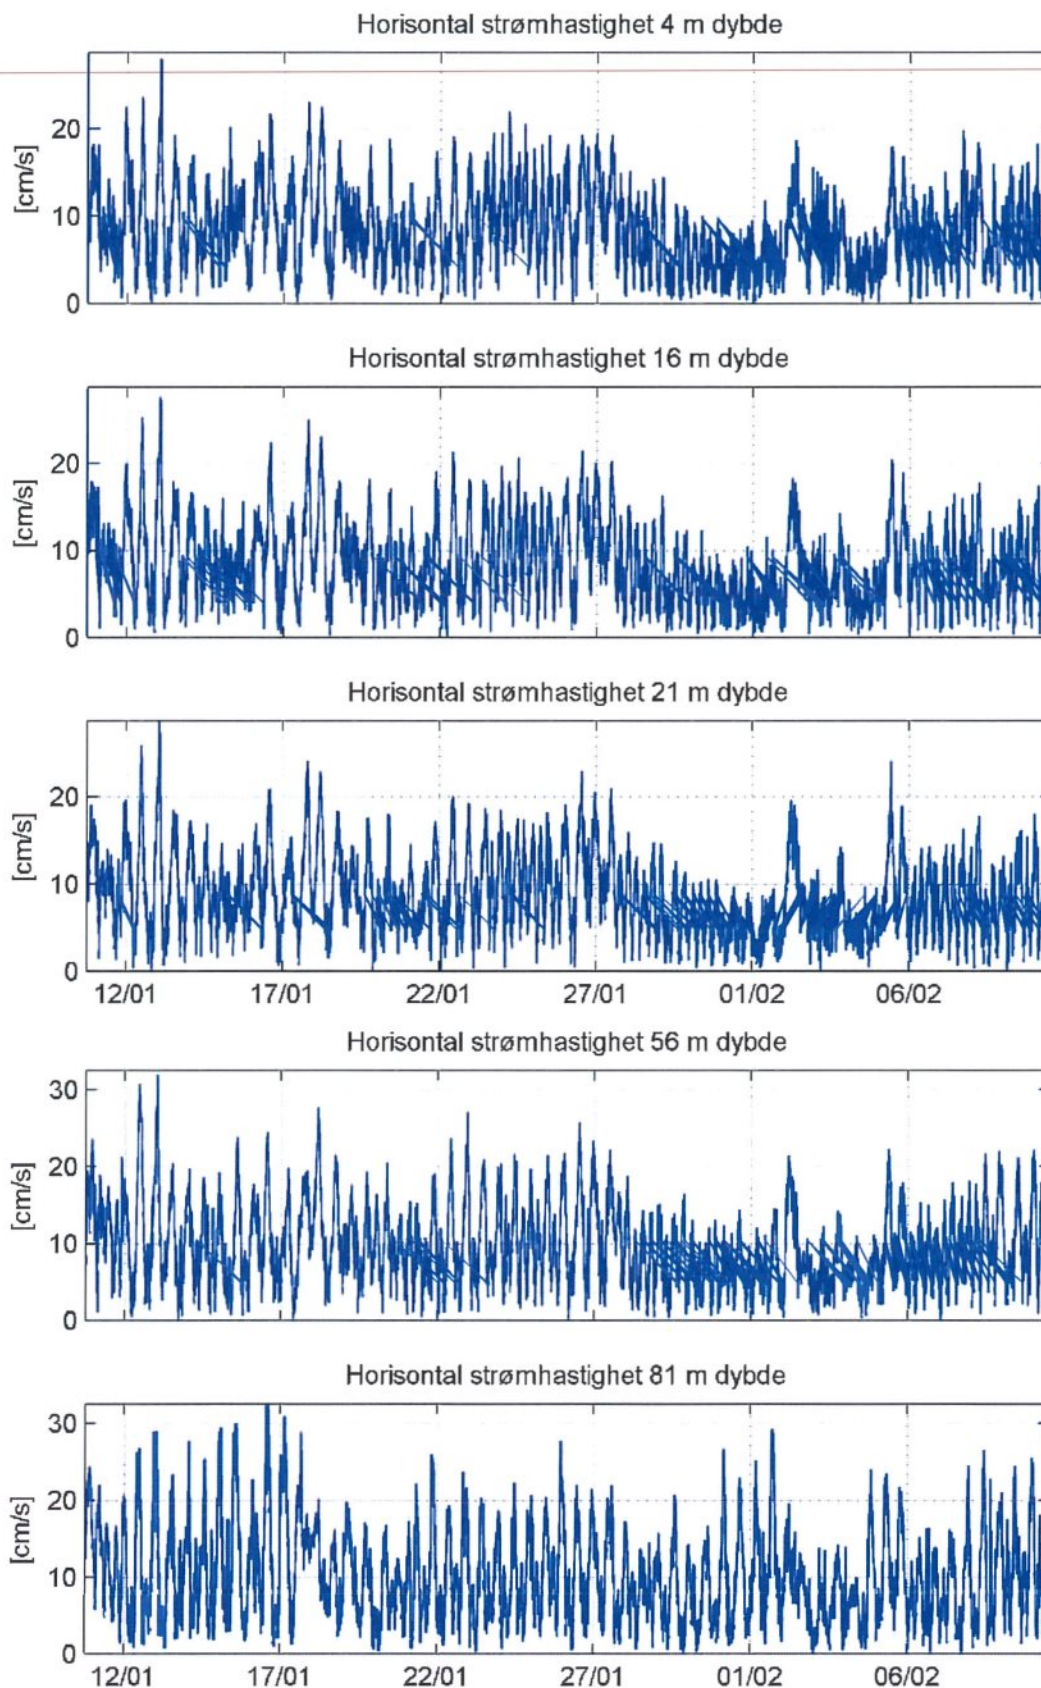 Horisontal strømhastighet 4 m dybde
[cm/s]
20
10
0
Horisontal strømhastighet 16 m dybde
[cm/s]
20
10
0
Horisontal strømhastighet 21 m dybde
[cm/s]
20
10
0
12/01 17/01 22/01 27/01 01/02 06/02
Horisontal strømhastighet 56 m dybde
[cm/s]
30
20
10
0
Horisontal strømhastighet 81 m dybde
[cm/s]
30
20
10
0
12/01 17/01 22/01 27/01 01/02 06/02